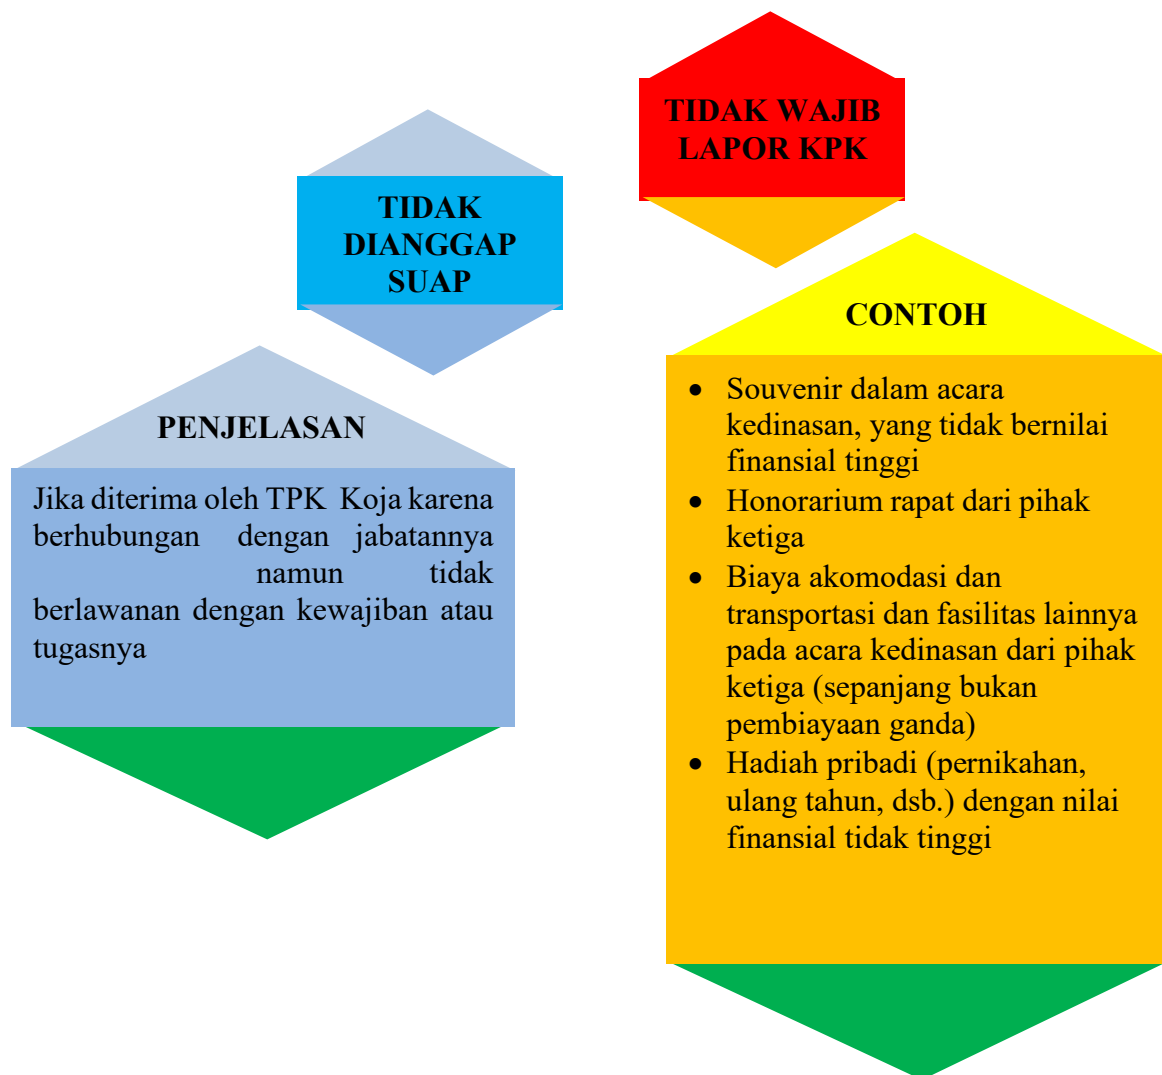 TIDAK WAJIB
LAPOR KPK
TIDAK
DIANGGAP
SUAP
CONTOH
• Souvenir dalam acara
kedinasan, yang tidak bernilai
finansial tinggi
• Honorarium rapat dari pihak
ketiga
• Biaya akomodasi dan
transportasi dan fasilitas lainnya
pada acara kedinasan dari pihak
ketiga (sepanjang bukan
pembiayaan ganda)
• Hadiah pribadi (pernikahan,
ulang tahun, dsb.) dengan nilai
finansial tidak tinggi
PENJELASAN
Jika diterima oleh TPK Koja karena
berhubungan dengan jabatannya
namun tidak
berlawanan dengan kewajiban atau
tugasnya